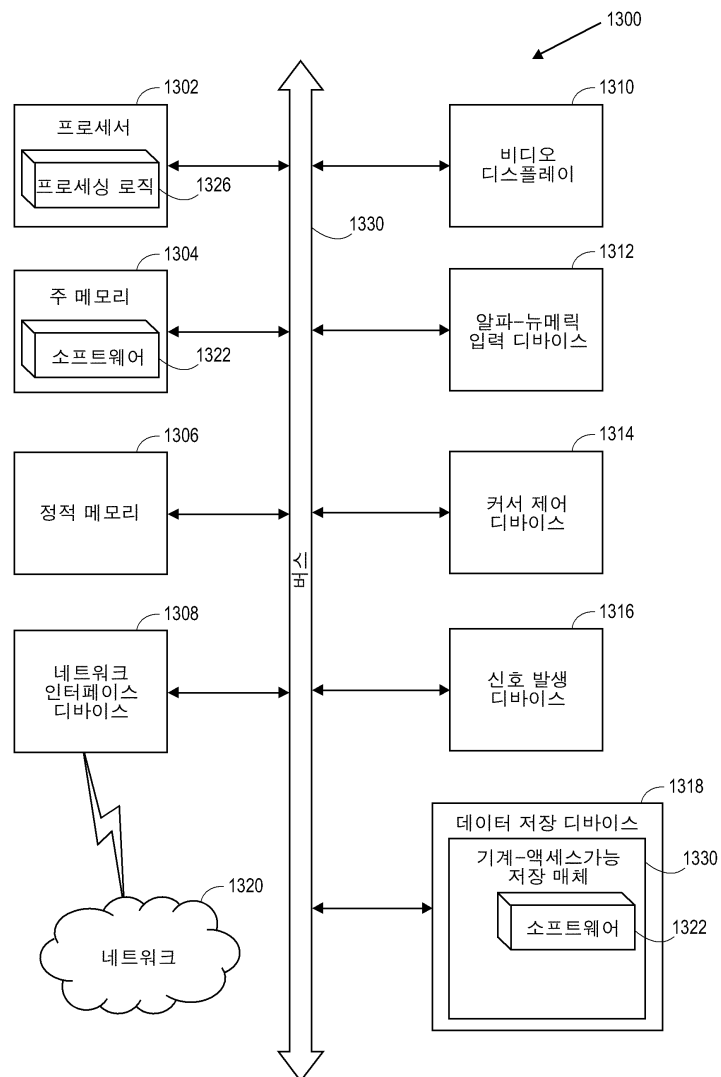 1300
1302
프로세서
프로세싱 로직
1326
1304
주 메모리
소프트웨어
1322
1306
정적 메모리
1308
네트워크
인터페이스
디바이스
1320
네트워크
1330
버스
1310
비디오
디스플레이
1312
알파-뉴메릭
입력 디바이스
1314
커서 제어
디바이스
1316
신호 발생
디바이스
1318
데이터 저장 디바이스
기계-액세스가능
저장 매체
1330
소프트웨어
1322